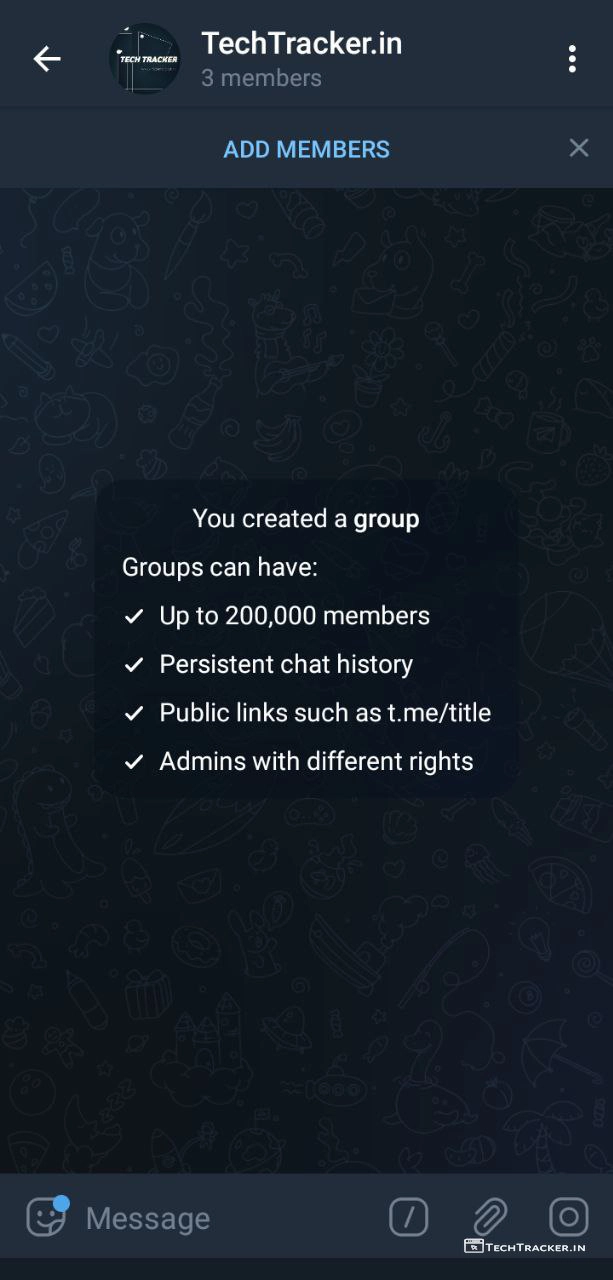 TECH TRACKER
TechTracker.in
3 members
ADD MEMBERS
You created a group
Groups can have:
Up to 200,000 members
Persistent chat history
Public links such as t.me/title
Admins with different rights
Message
TECHTRACKER.IN